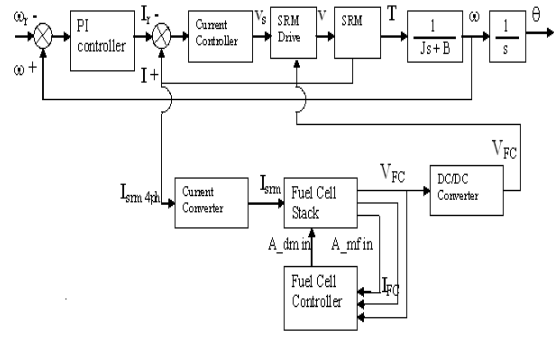 ωr -
PI
controller
Ir -
Current
Controller
Vs
SRM
Drive
V
SRM
T
1
Js+B
ω
1
s
θ
ω +
I +
Isrm 4ph
Current
Converter
Isrm
Fuel Cell
Stack
VFC
DC/DC
Converter
VFC
A_dm in
A_mf in
IFC
Fuel Cell
Controller